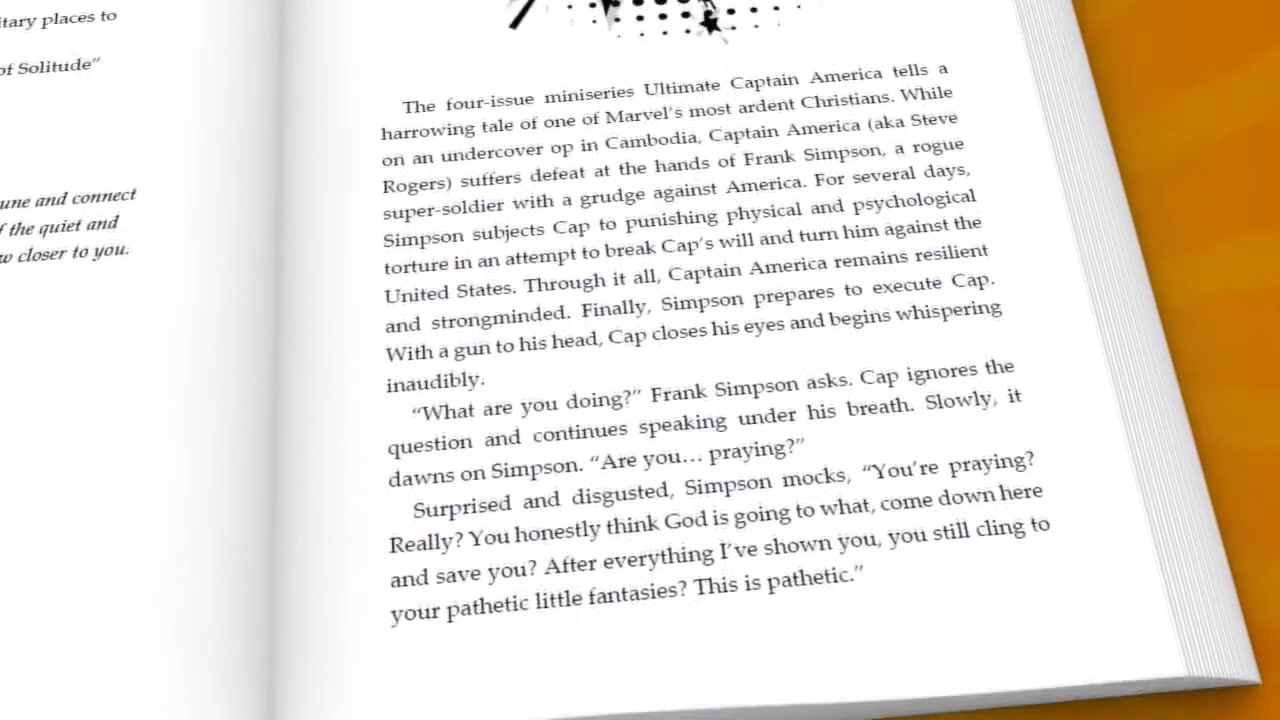 itary places to
of Solitude”
une and connect
f the quiet and
w closer to you.
The four-issue miniseries Ultimate Captain America tells a
harrowing tale of one of Marvel’s most ardent Christians. While
on an undercover op in Cambodia, Captain America (aka Steve
Rogers) suffers defeat at the hands of Frank Simpson, a rogue
super-soldier with a grudge against America. For several days,
Simpson subjects Cap to punishing physical and psychological
torture in an attempt to break Cap’s will and turn him against the
United States. Through it all, Captain America remains resilient
and strongminded. Finally, Simpson prepares to execute Cap.
With a gun to his head, Cap closes his eyes and begins whispering
inaudibly.
“What are you doing?” Frank Simpson asks. Cap ignores the
question and continues speaking under his breath. Slowly, it
dawns on Simpson. “Are you… praying?”
Surprised and disgusted, Simpson mocks, “You’re praying?
Really? You honestly think God is going to what, come down here
and save you? After everything I’ve shown you, you still cling to
your pathetic little fantasies? This is pathetic.”